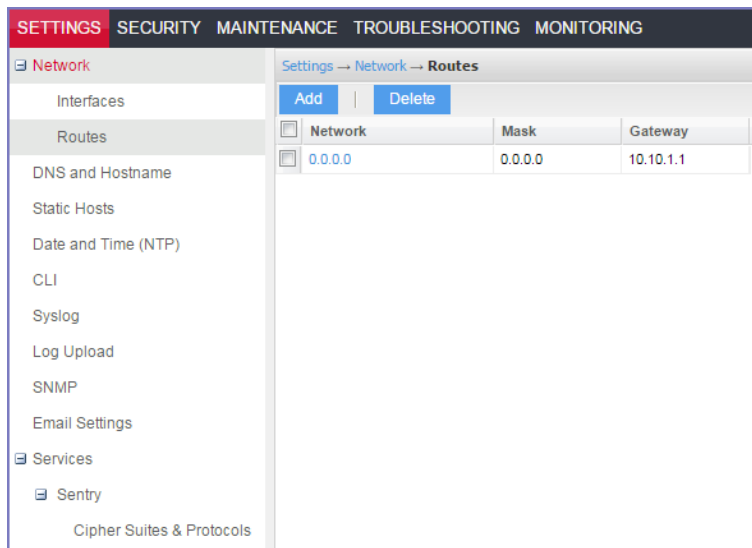 SETTINGS SECURITY MAINTENANCE TROUBLESHOOTING MONITORING
Network
Interfaces
Routes
DNS and Hostname
Static Hosts
Date and Time (NTP)
CLI
Syslog
Log Upload
SNMP
Email Settings
Services
Sentry
Cipher Suites & Protocols
Settings → Network → Routes
Add | Delete
Network Mask Gateway
0.0.0.0 0.0.0.0 10.10.1.1